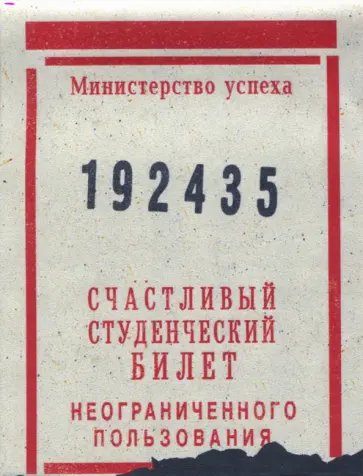 Министерство успеха
192435
СЧАСТЛИВЫЙ
СТУДЕНЧЕСКИЙ
БИЛЕТ
НЕОГРАНИЧЕННОГО
ПОЛЬЗОВАНИЯ